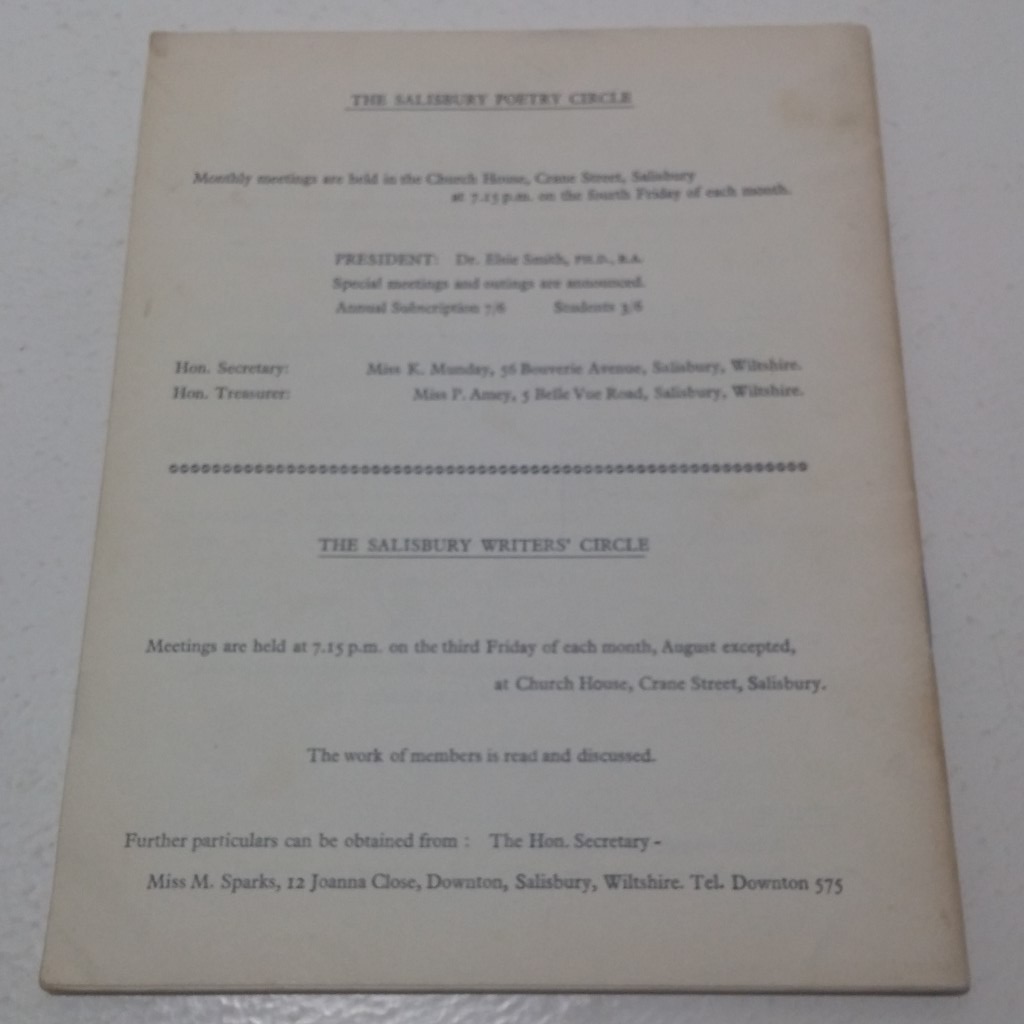 THE SALISBURY POETRY CIRCLE
Monthly meetings are held in the Church House, Crane Street, Salisbury
at 7.15 p.m. on the fourth Friday of each month.
PRESIDENT: Dr. Elsie Smith, PH.D., B.A.
Special meetings and outings are announced.
Annual Subscription 7/6 Students 3/6
Hon. Secretary: Miss K. Munday, 56 Bouverie Avenue, Salisbury, Wiltshire.
Hon. Treasurer: Miss P. Amey, 5 Belle Vue Road, Salisbury, Wiltshire.
THE SALISBURY WRITERS' CIRCLE
Meetings are held at 7.15 p.m. on the third Friday of each month, August excepted,
at Church House, Crane Street, Salisbury.
The work of members is read and discussed.
Further particulars can be obtained from : The Hon. Secretary -
Miss M. Sparks, 12 Joanna Close, Downton, Salisbury, Wiltshire. Tel. Downton 575